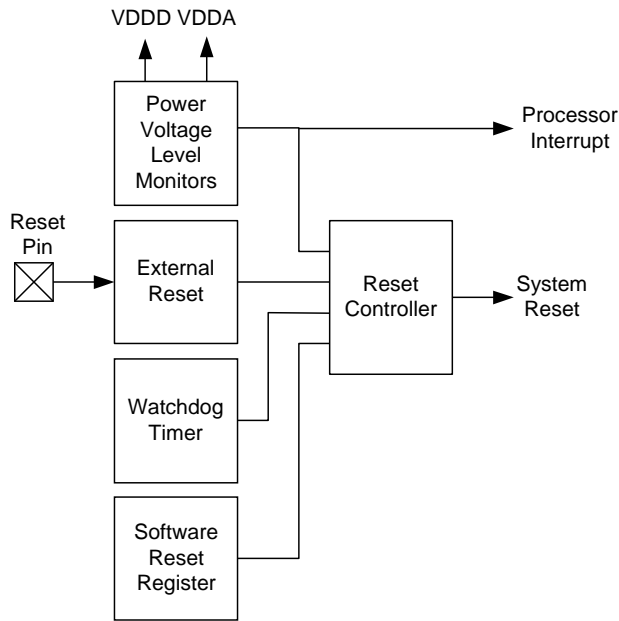 VDDD VDDA
Power
Voltage
Level
Monitors
Processor
Interrupt
Reset
Pin
External
Reset
Reset
Controller
System
Reset
Watchdog
Timer
Software
Reset
Register